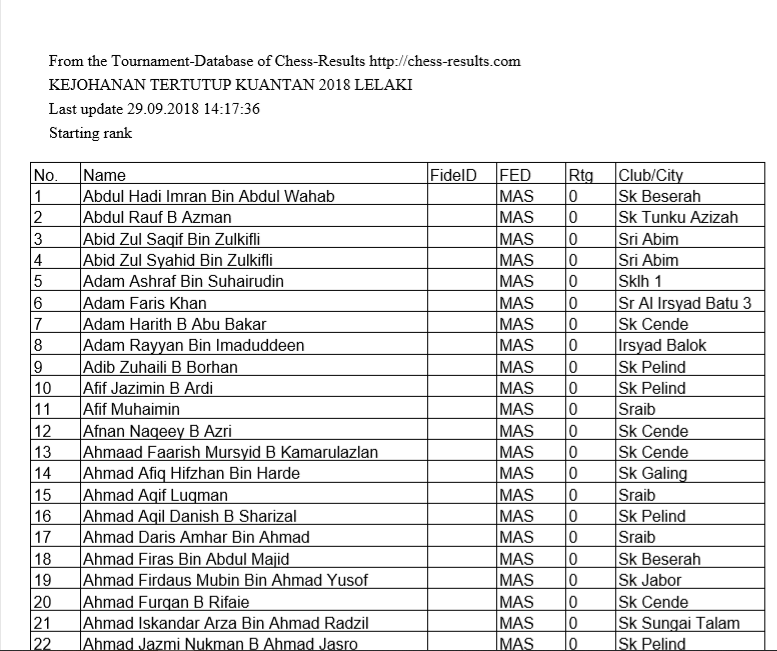 From the Tournament-Database of Chess-Results http://chess-results.com
KEJOHANAN TERTUTUP KUANTAN 2018 LELAKI
Last update 29.09.2018 14:17:36
Starting rank
No. Name FideID FED Rtg Club/City
1 Abdul Hadi Imran Bin Abdul Wahab MAS 0 Sk Beserah
2 Abdul Rauf B Azman MAS 0 Sk Tunku Azizah
3 Abid Zul Saqif Bin Zulkifli MAS 0 Sri Abim
4 Abid Zul Syahid Bin Zulkifli MAS 0 Sri Abim
5 Adam Ashraf Bin Suhairudin MAS 0 Sklh 1
6 Adam Faris Khan MAS 0 Sr Al Irsyad Batu 3
7 Adam Harith B Abu Bakar MAS 0 Sk Cende
8 Adam Rayyan Bin Imaduddeen MAS 0 Irsyad Balok
9 Adib Zuhaili B Borhan MAS 0 Sk Pelind
10 Afif Jazimin B Ardi MAS 0 Sk Pelind
11 Afif Muhaimin MAS 0 Sraib
12 Afnan Naqeey B Azri MAS 0 Sk Cende
13 Ahmaad Faarish Mursyid B Kamarulazlan MAS 0 Sk Cende
14 Ahmad Afiq Hifzhan Bin Harde MAS 0 Sk Galing
15 Ahmad Aqif Luqman MAS 0 Sraib
16 Ahmad Aqil Danish B Sharizal MAS 0 Sk Pelind
17 Ahmad Daris Amhar Bin Ahmad MAS 0 Sraib
18 Ahmad Firas Bin Abdul Majid MAS 0 Sk Beserah
19 Ahmad Firdaus Mubin Bin Ahmad Yusof MAS 0 Sk Jabor
20 Ahmad Furqan B Rifaie MAS 0 Sk Cende
21 Ahmad Iskandar Arza Bin Ahmad Radzil MAS 0 Sk Sungai Talam
22 Ahmad Jazmi Nukman B Ahmad Jasro MAS 0 Sk Pelind